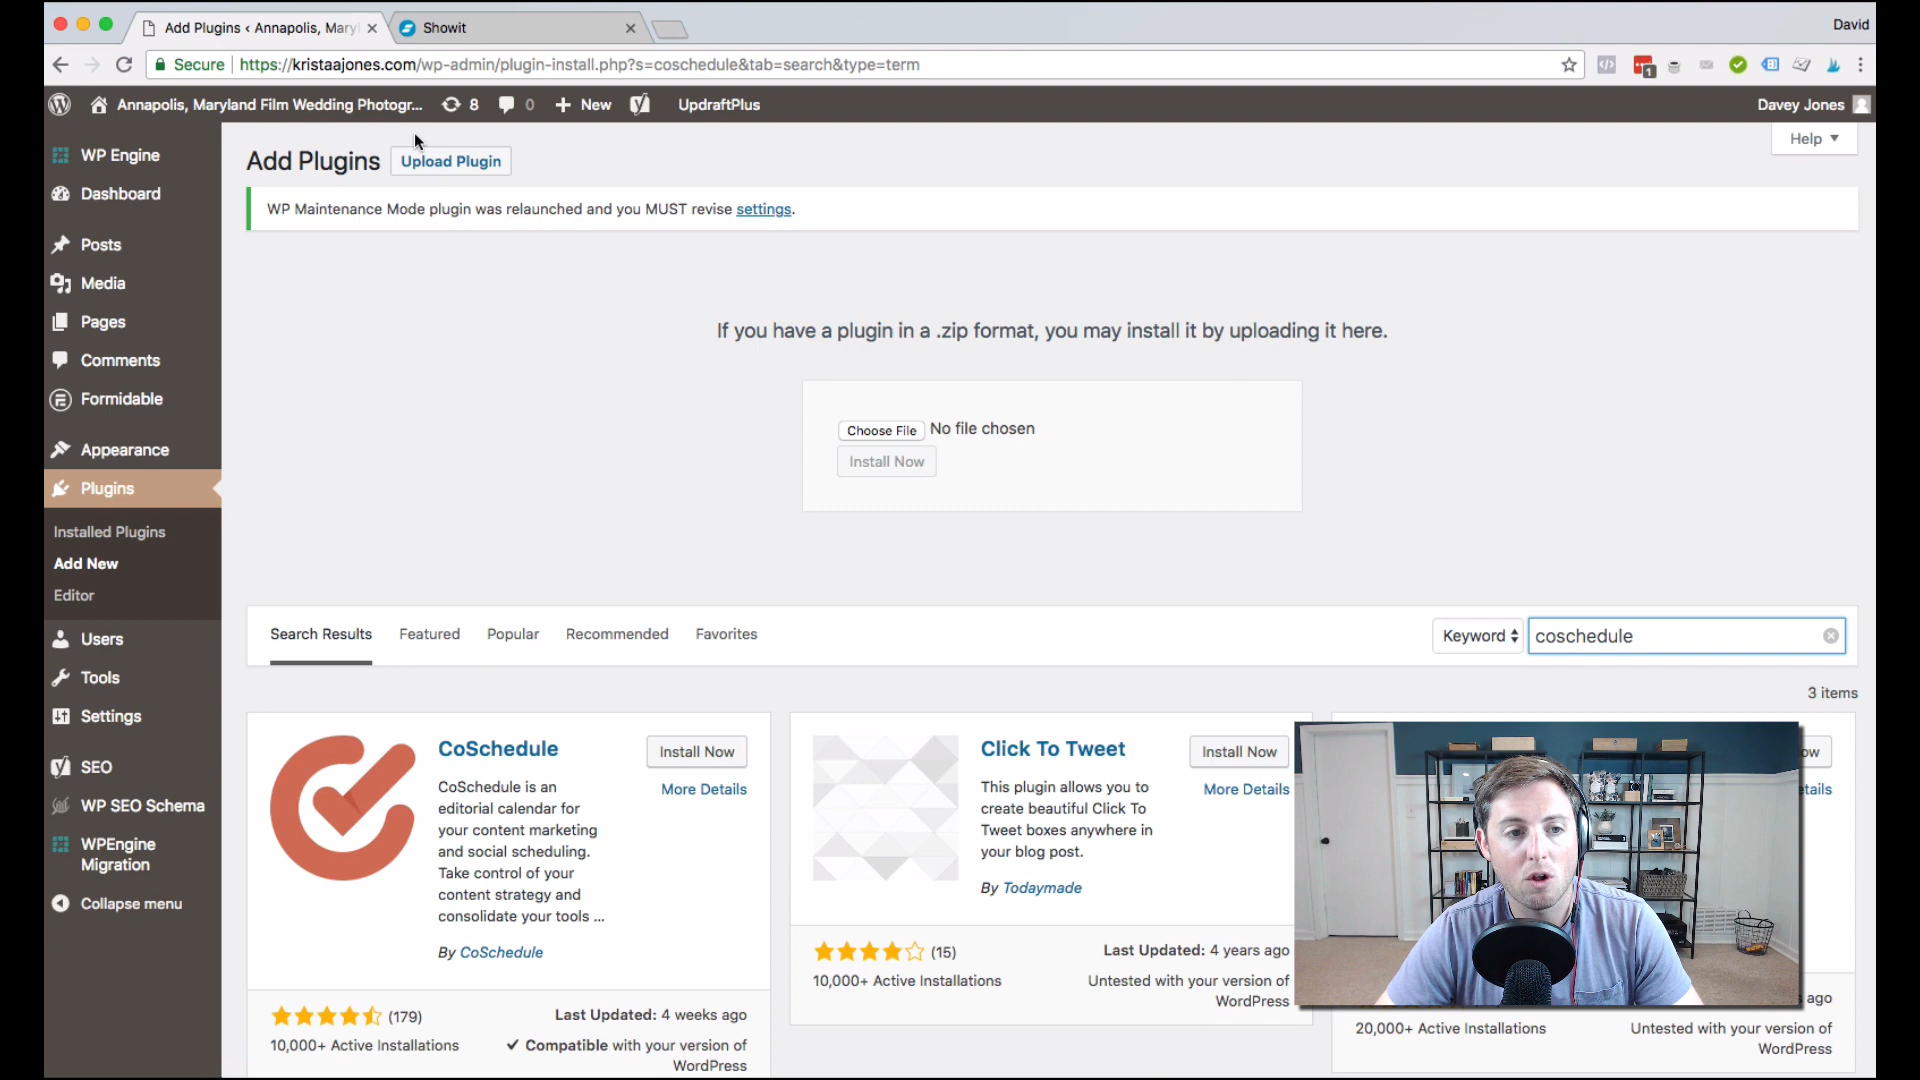 Add Plugins ‹ Annapolis, Mary
Showit
David
Secure
https://kristaajones.com/wp-admin/plugin-install.php?s=coschedule&tab=search&type=term
1
Annapolis, Maryland Film Wedding Photogr...
8
0
New
UpdraftPlus
Davey Jones
WP Engine
Dashboard
Posts
Media
Pages
Comments
Formidable
Appearance
Plugins
Installed Plugins
Add New
Editor
Users
Tools
Settings
SEO
WP SEO Schema
WPEngine
Migration
Collapse menu
Help
Add Plugins
Upload Plugin
WP Maintenance Mode plugin was relaunched and you MUST revise settings.
If you have a plugin in a .zip format, you may install it by uploading it here.
Choose File No file chosen
Install Now
Search Results
Featured
Popular
Recommended
Favorites
Keyword
coschedule
3 items
CoSchedule
Install Now
More Details
CoSchedule is an
editorial calendar for
your content marketing
and social scheduling.
Take control of your
content strategy and
consolidate your tools ...
By CoSchedule
(179)
Last Updated: 4 weeks ago
10,000+ Active Installations
Compatible with your version of
WordPress
Click To Tweet
Install Now
More Details
This plugin allows you to
create beautiful Click To
Tweet boxes anywhere in
your blog post.
By Todaymade
(15)
Last Updated: 4 years ago
10,000+ Active Installations
Untested with your version of
WordPress
ow
etails
ago
20,000+ Active Installations
Untested with your version of
WordPress